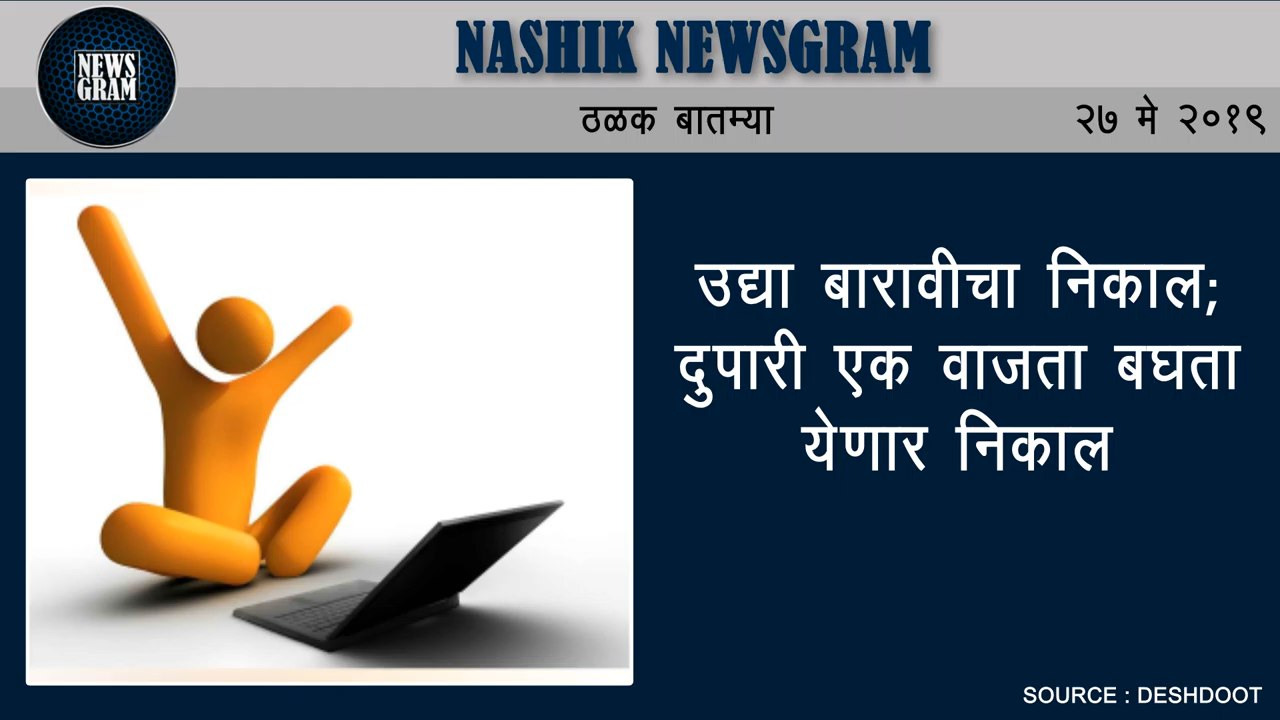 NEWS
GRAM
NASHIK NEWSGRAM
ठळक बातम्या
२७ मे २०१९
उद्या बारावीचा निकाल;
दुपारी एक वाजता बघता
येणार निकाल
SOURCE : DESHDOOT